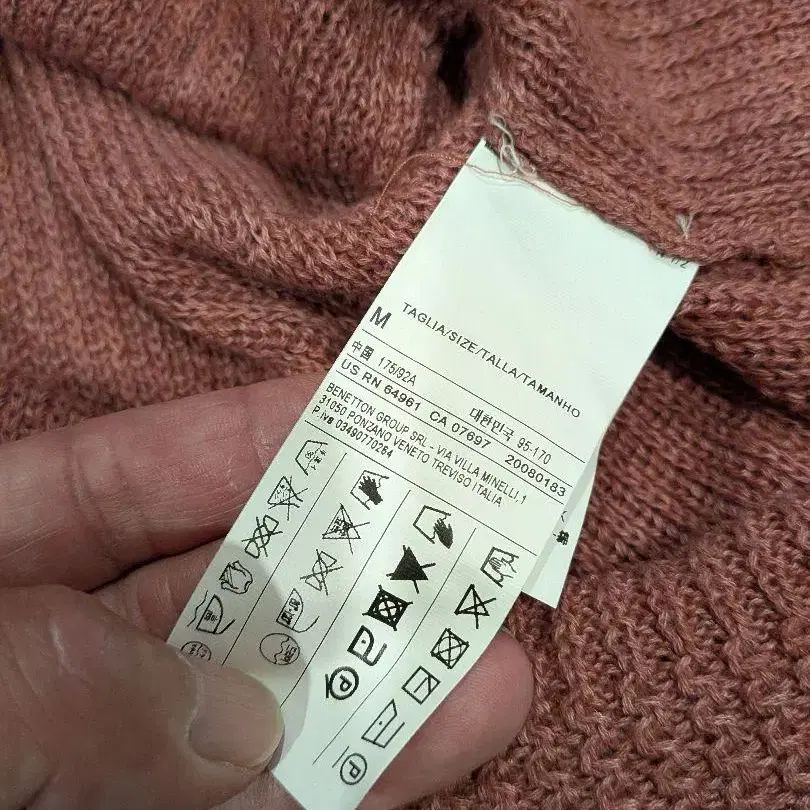 M TAGLIA/SIZE/TALLA/TAMANHO
中国 175/92A 대한민국 95-170
US RN 64961 CA 07697 20080183
BENETTON GROUP SRL - VIA VILLA MINELLI,1
31050 PONZANO VENETO TREVISO ITALIA
P.iva 03490770264
P
P